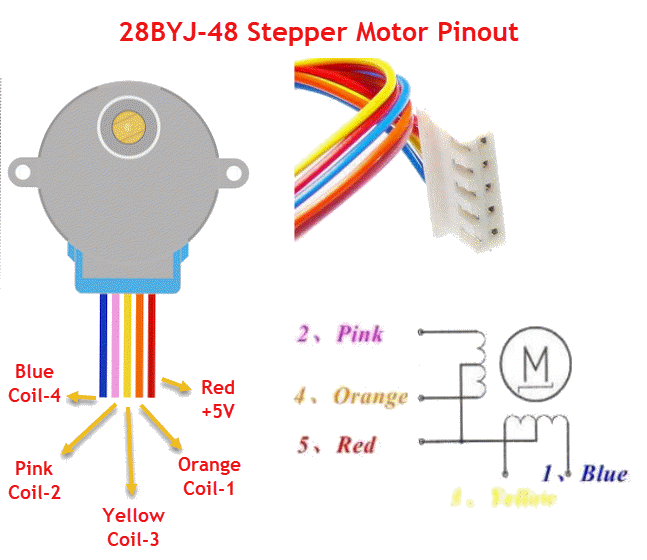 28BYJ-48 Stepper Motor Pinout
Blue
Coil-4
Red
+5V
Pink
Coil-2
Orange
Coil-1
Yellow
Coil-3
2、Pink
4、Orange
5、Red
M
1、Blue
Yellow